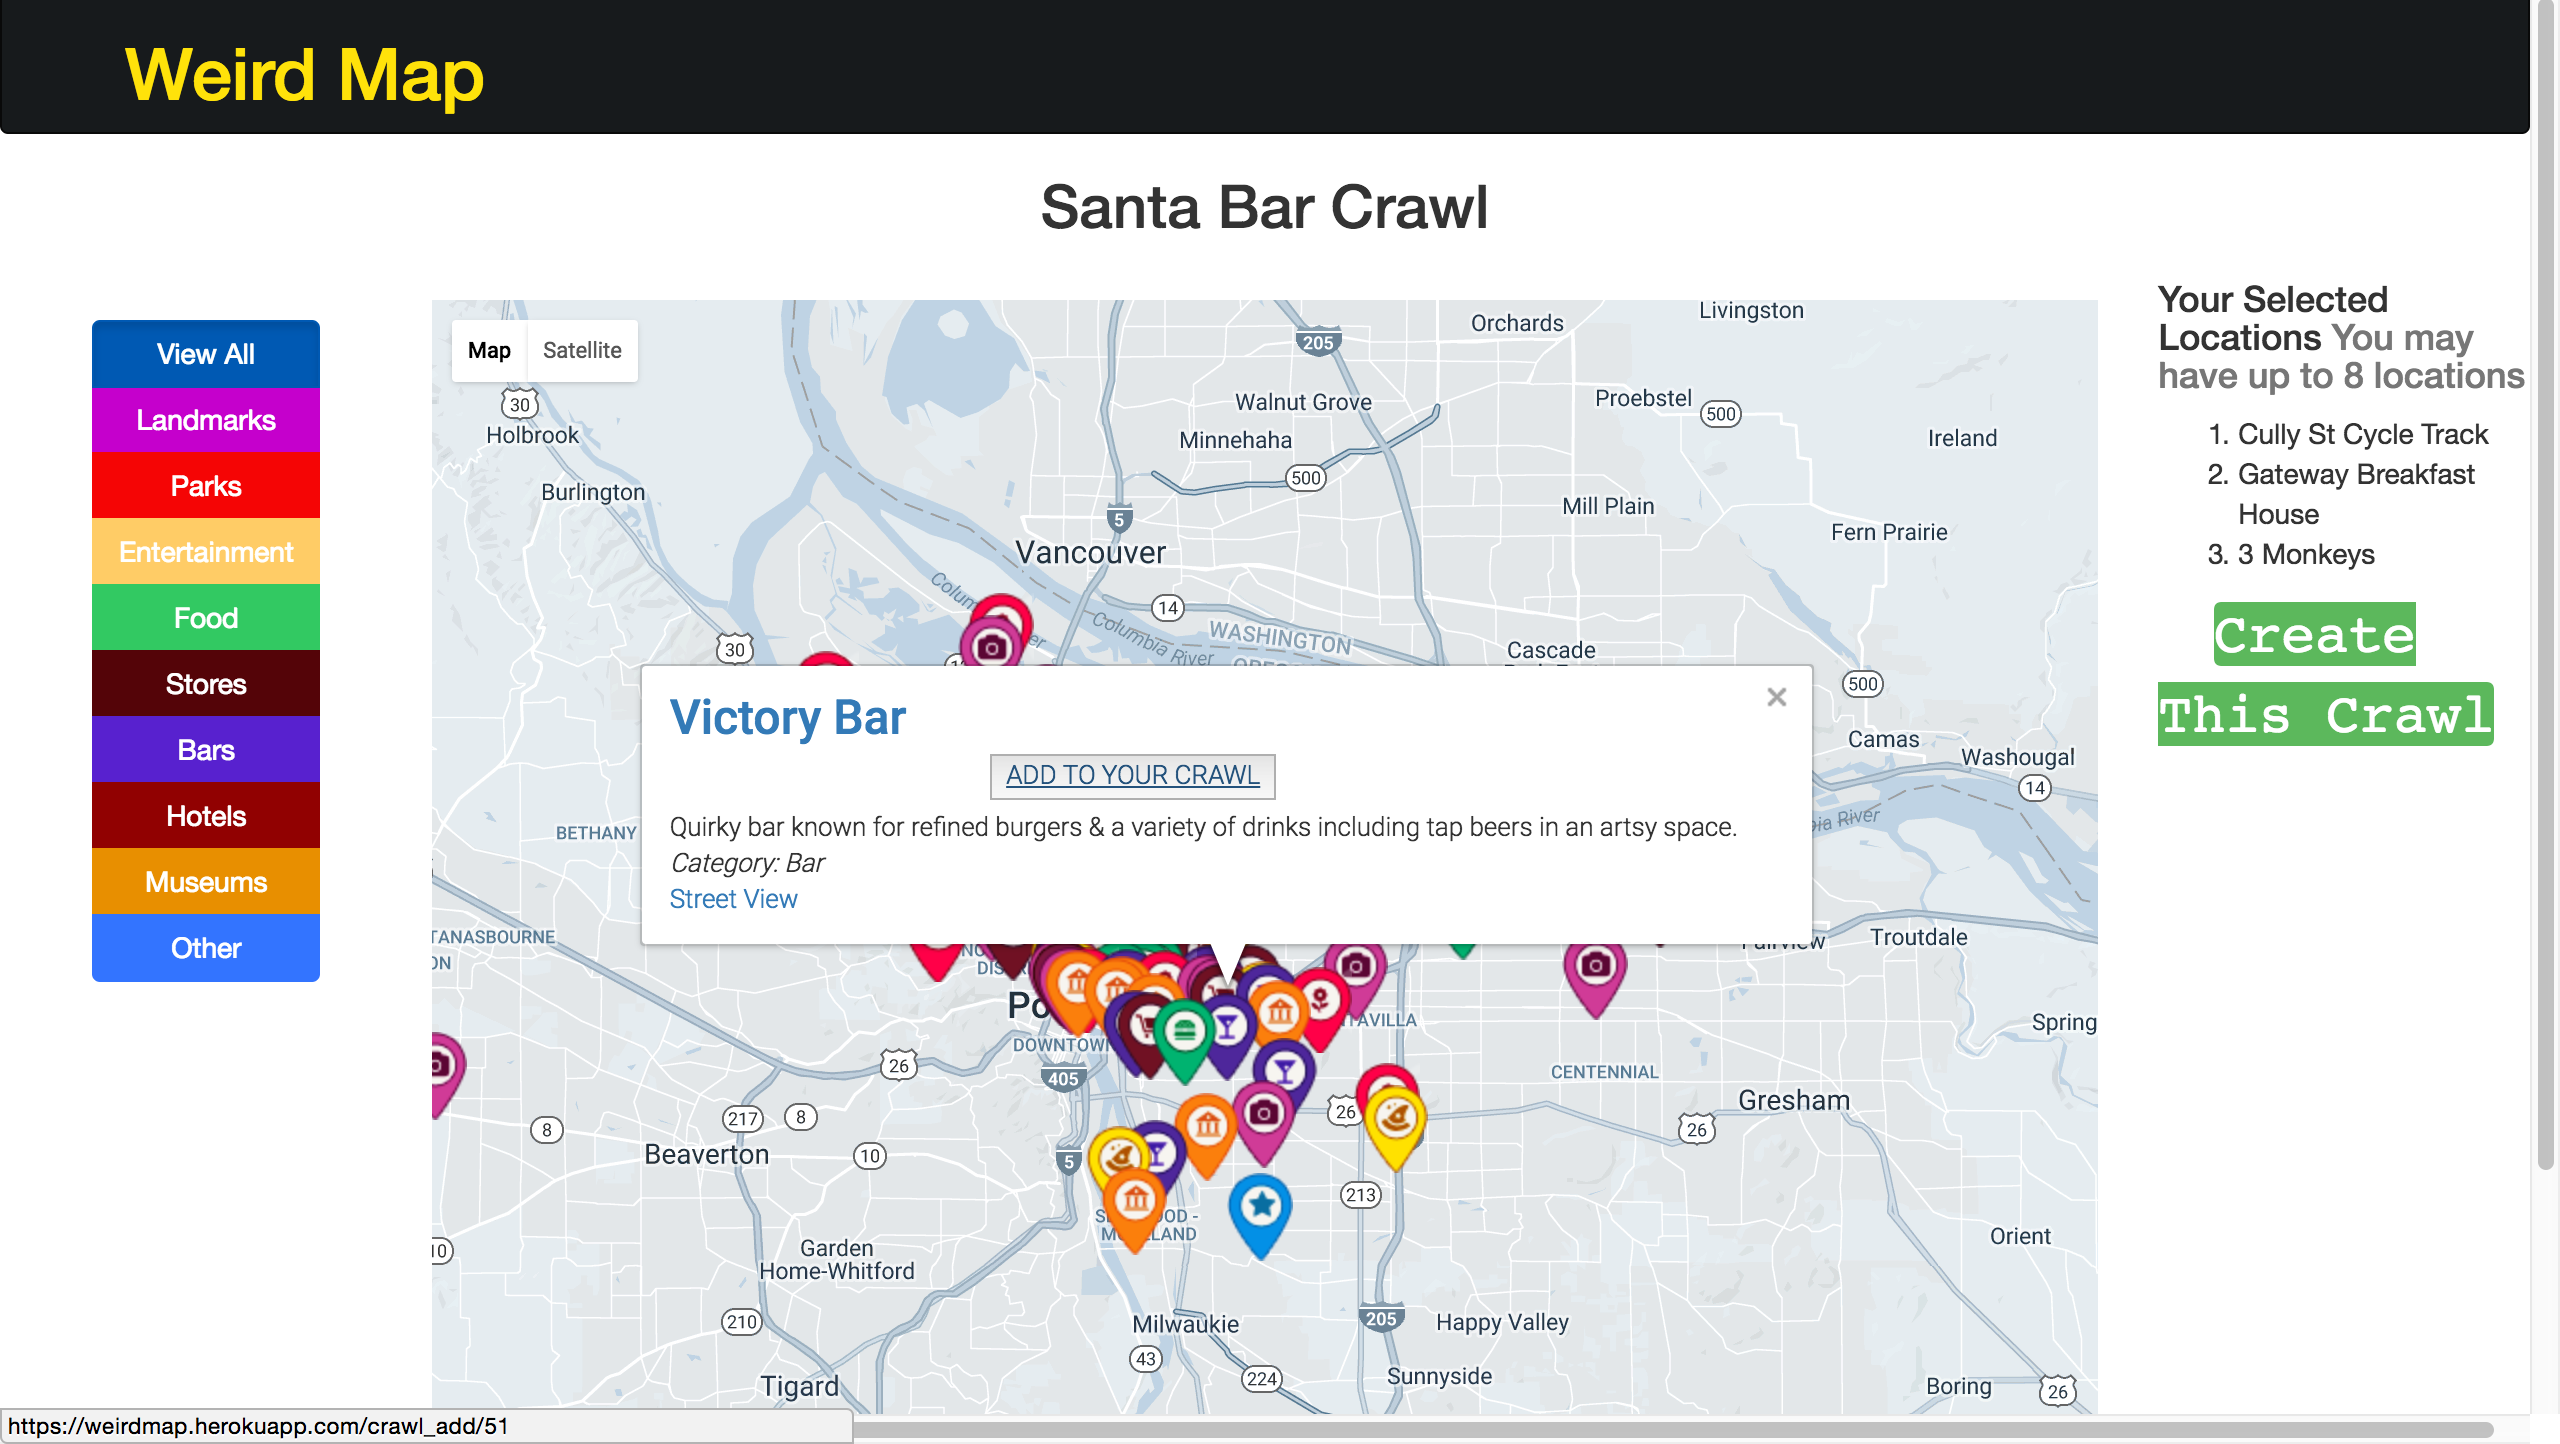 Weird Map
Santa Bar Crawl
View All
Landmarks
Parks
Entertainment
Food
Stores
Bars
Hotels
Museums
Other
Map
Satellite
Livingston
Orchards
205
Walnut Grove
Proebstel
500
30
Holbrook
Minnehaha
Ireland
500
Burlington
Mill Plain
5
Fern Prairie
Vancouver
14
Columbia River
WASHINGTON
30
Cascade
500
Camas
Washougal
14
BETHANY
Victory Bar
×
ADD TO YOUR CRAWL
Quirky bar known for refined burgers & a variety of drinks including tap beers in an artsy space.
Category: Bar
Street View
Troutdale
DOWNTOWN
405
26
CENTENNIAL
Spring
Gresham
217
8
8
26
26
Beaverton
10
5
213
Orient
Garden
Home-Whitford
10
210
Milwaukie
205
Happy Valley
43
224
Sunnyside
Tigard
Boring
26
Your Selected
Locations You may
have up to 8 locations
1. Cully St Cycle Track
2. Gateway Breakfast
House
3. 3 Monkeys
Create
This Crawl
https://weirdmap.herokuapp.com/crawl_add/51